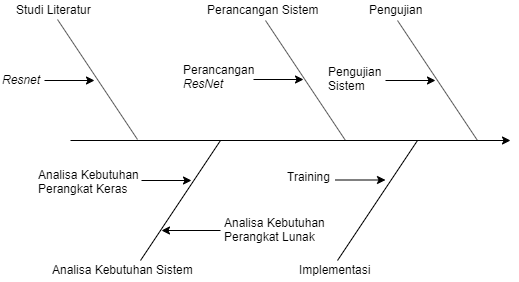 Studi Literatur
Perancangan Sistem
Pengujian
Resnet
Perancangan
ResNet
Pengujian
Sistem
Analisa Kebutuhan
Perangkat Keras
Training
Analisa Kebutuhan
Perangkat Lunak
Analisa Kebutuhan Sistem
Implementasi